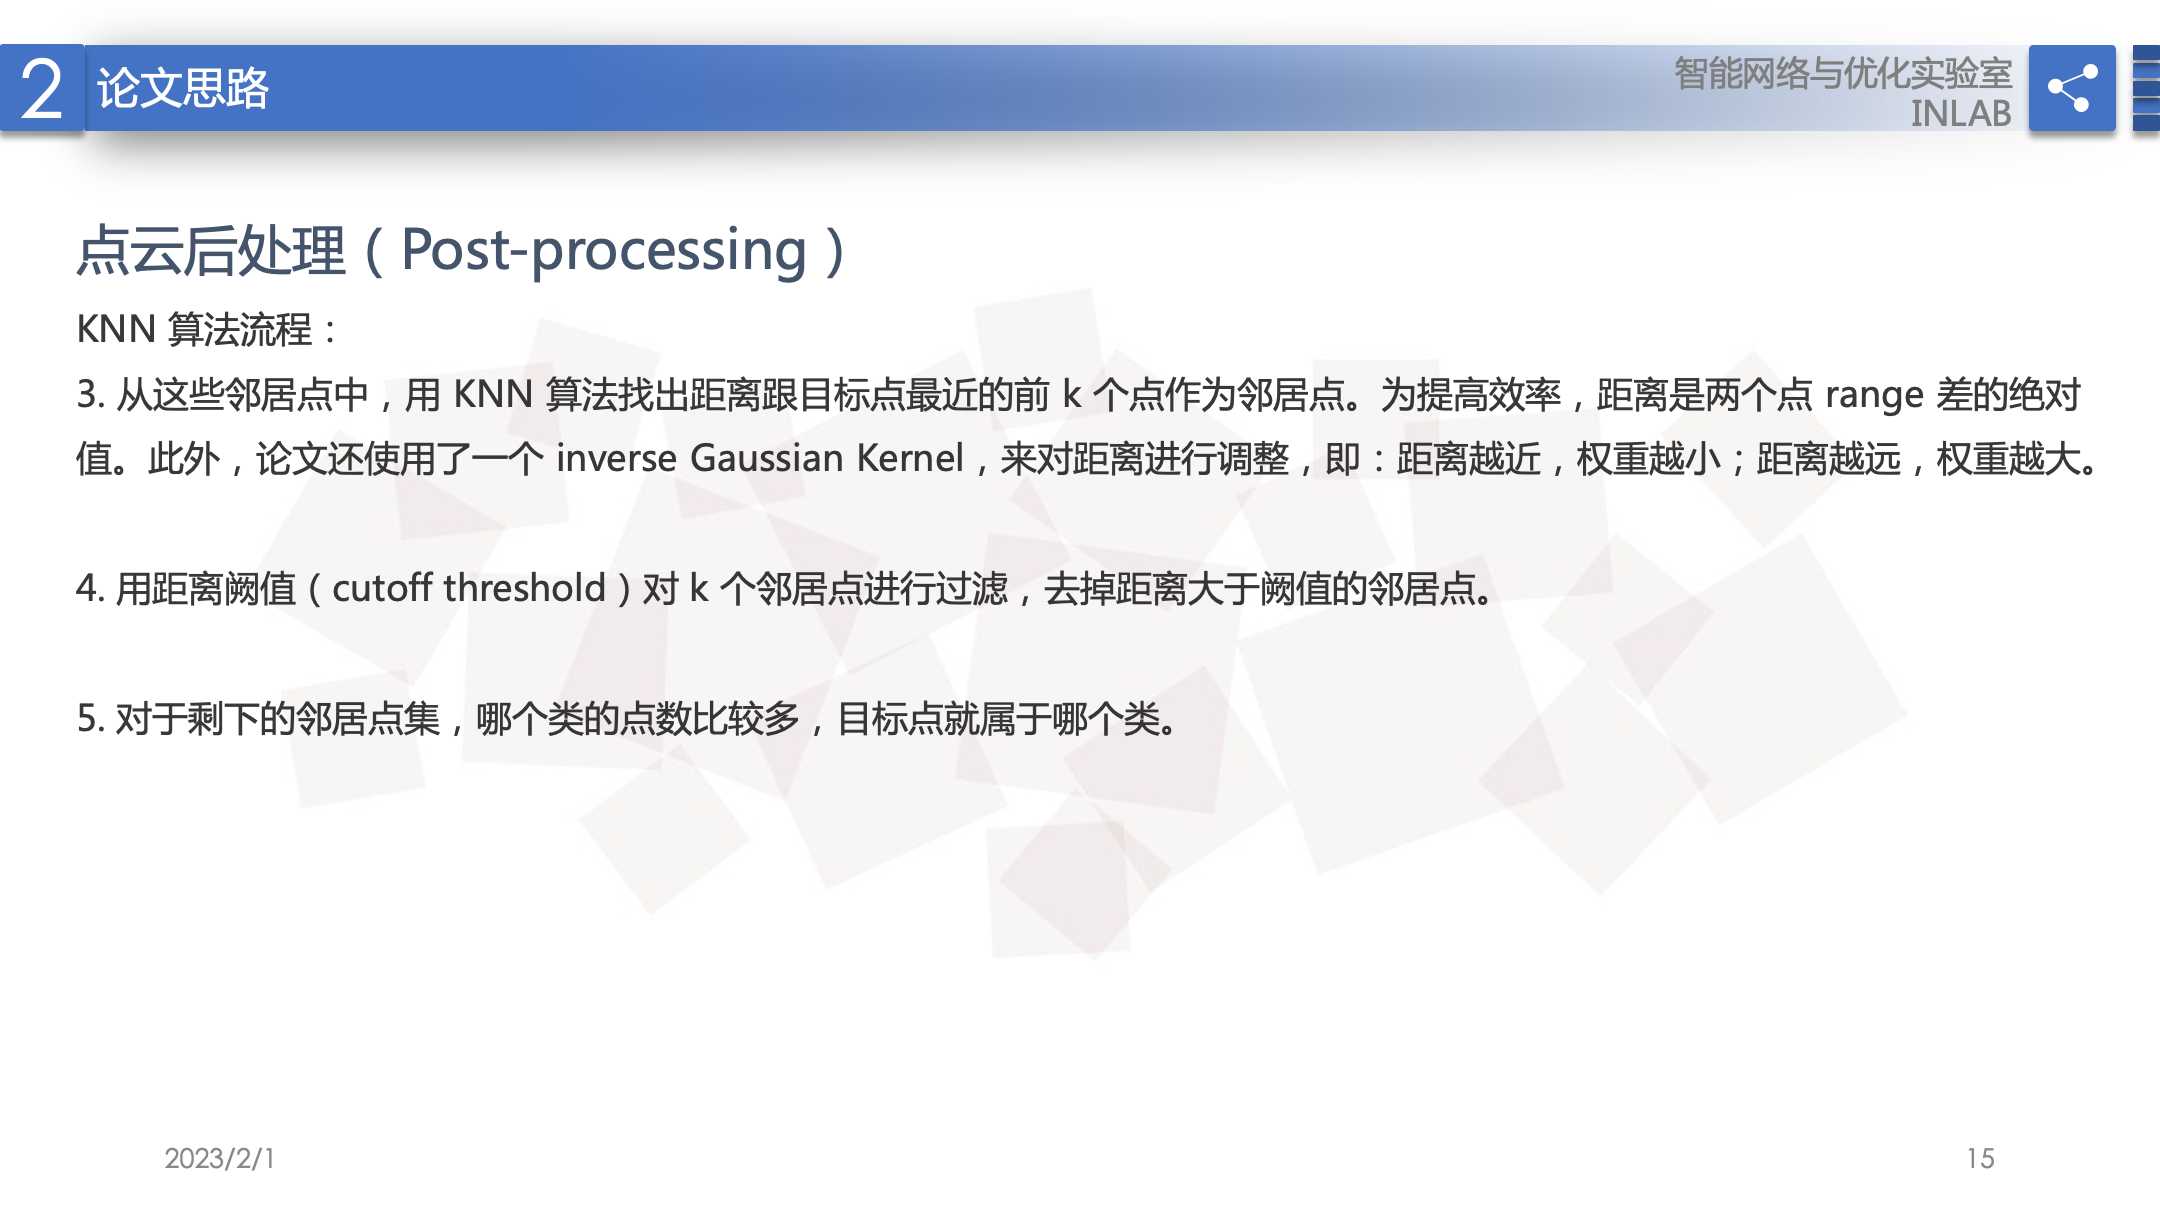 2 论文思路
智能网络与优化实验室
INLAB
点云后处理（Post-processing）
KNN 算法流程：
3. 从这些邻居点中，用 KNN 算法找出距离跟目标点最近的前 k 个点作为邻居点。为提高效率，距离是两个点 range 差的绝对
值。此外，论文还使用了一个 inverse Gaussian Kernel，来对距离进行调整，即：距离越近，权重越小；距离越远，权重越大。
4. 用距离阙值（cutoff threshold）对 k 个邻居点进行过滤，去掉距离大于阙值的邻居点。
5. 对于剩下的邻居点集，哪个类的点数比较多，目标点就属于哪个类。
2023/2/1
15